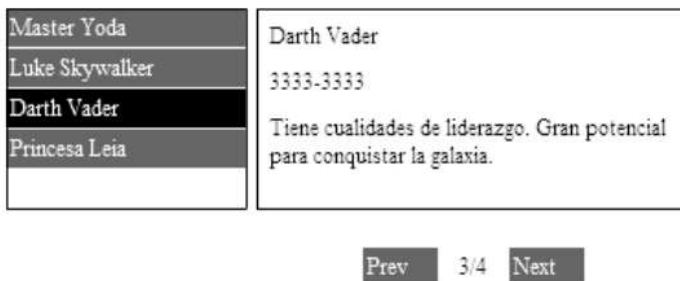 Master Yoda
Luke Skywalker
Darth Vader
Princesa Leia
Darth Vader
3333-3333
Tiene cualidades de liderazgo. Gran potencial
para conquistar la galaxia.
Prev 3/4 Next